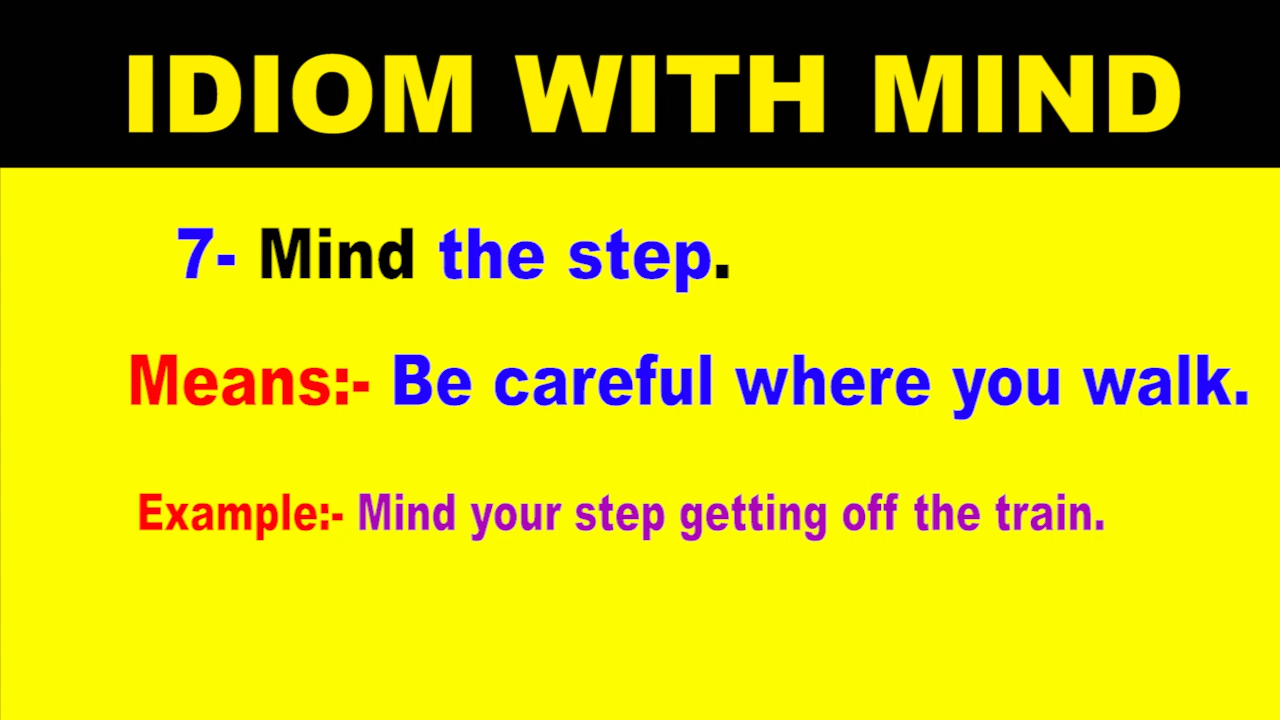 IDIOM WITH MIND
7- Mind the step.
Means:- Be careful where you walk.
Example:- Mind your step getting off the train.